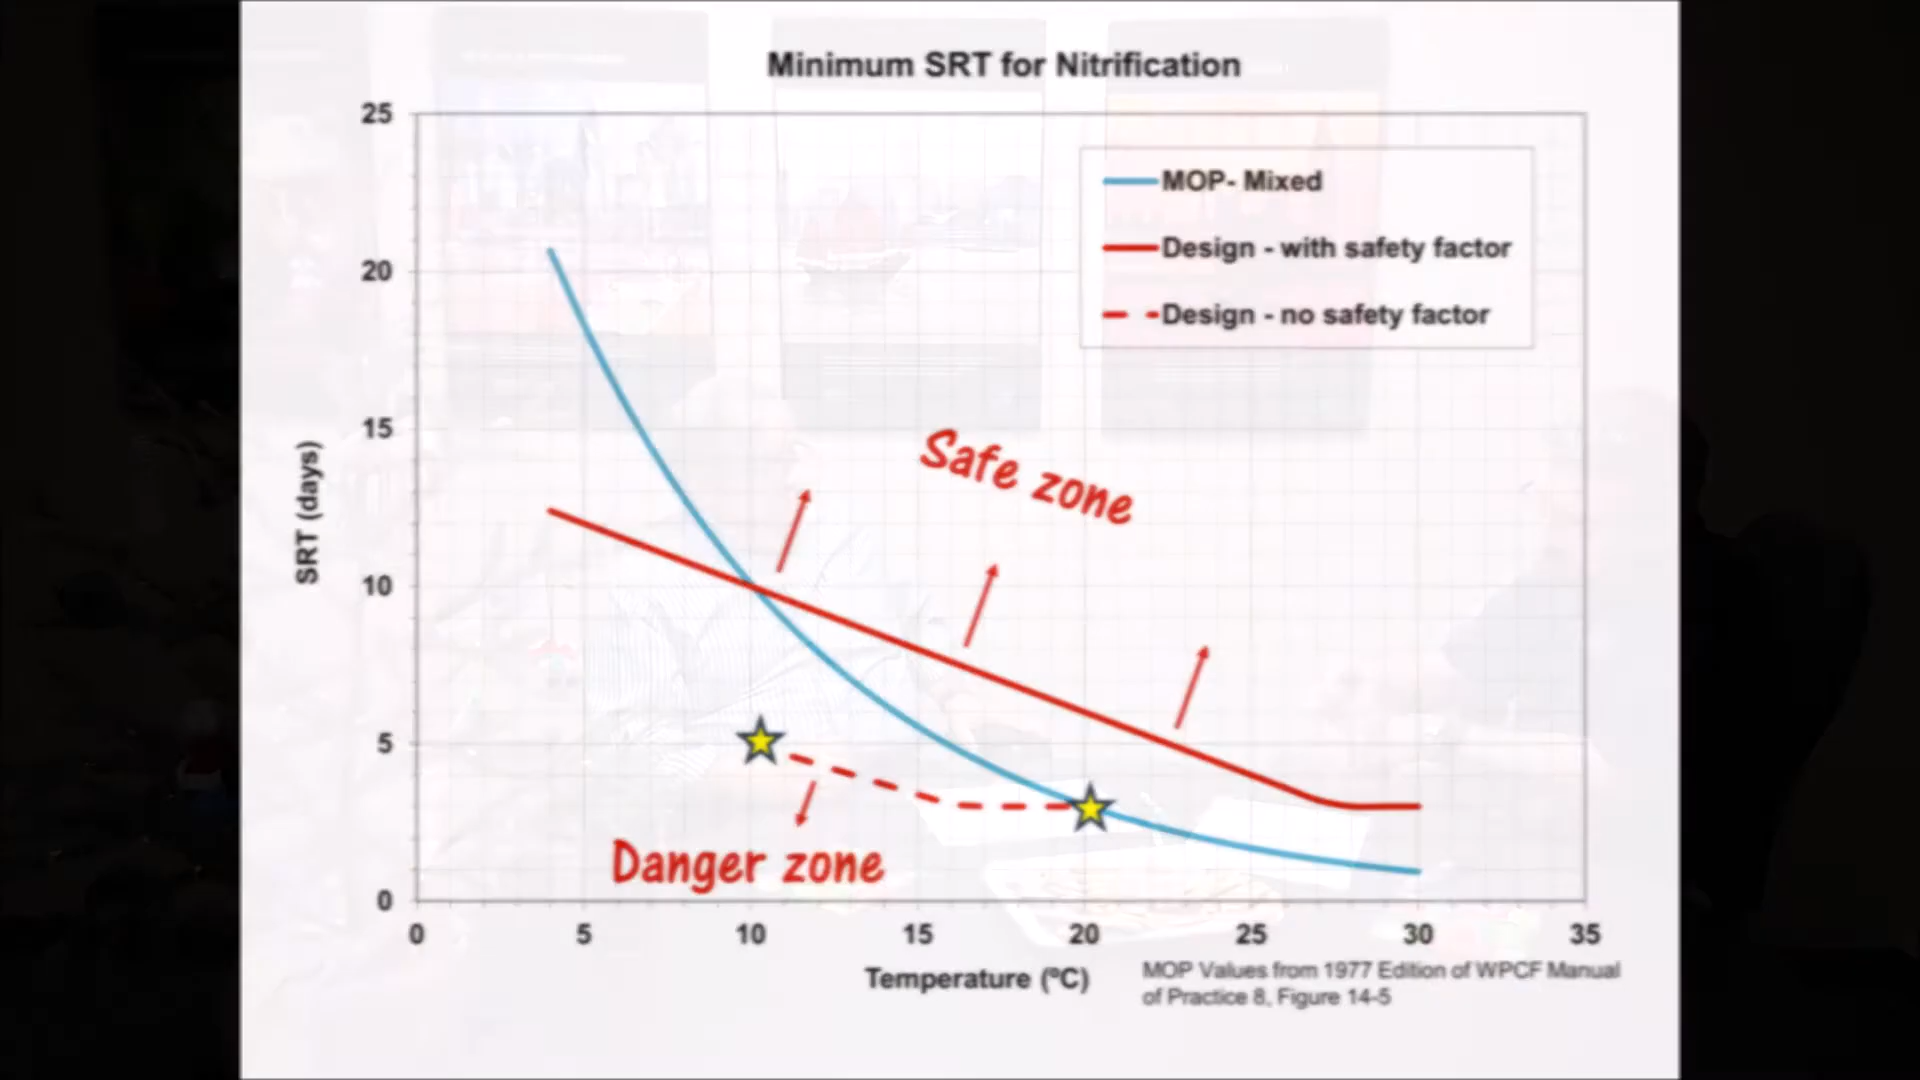 Minimum SRT for Nitrification
25
20
15
10
5
0
SRT (days)
MOP- Mixed
Design - with safety factor
Design - no safety factor
Safe zone
Danger zone
0 5 10 15 20 25 30 35
Temperature (ºC)
MOP Values from 1977 Edition of WPCF Manual
of Practice 8, Figure 14-5